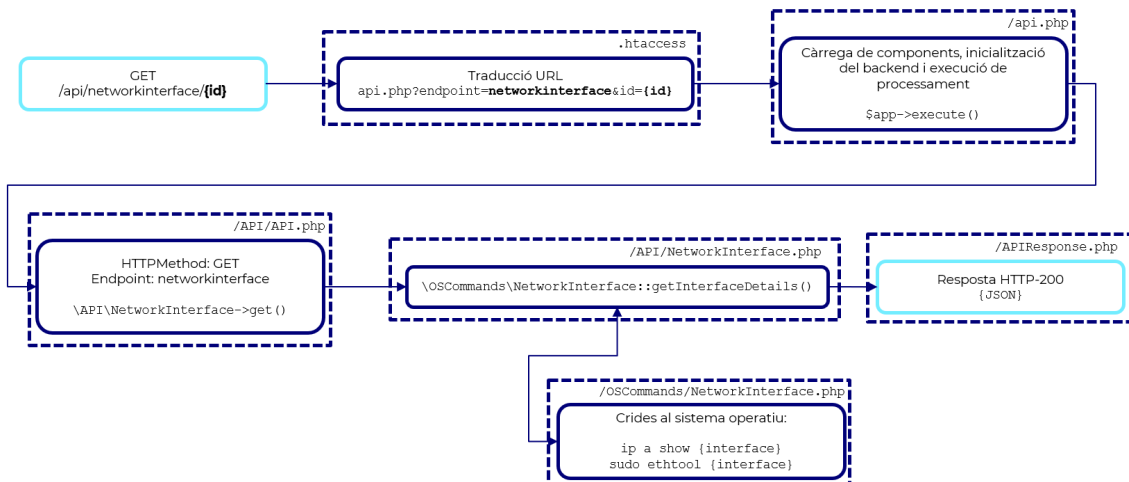 GET
/api/networkinterface/{id}
.htaccess
Traducció URL
api.php?endpoint=networkinterface&id={id}
/api.php
Càrrega de components, inicialització
del backend i execució de
processament
$app->execute()
/API/API.php
HTTPMethod: GET
Endpoint: networkinterface
\API\NetworkInterface->get()
/API/NetworkInterface.php
\OSCommands\NetworkInterface::getInterfaceDetails()
/APIResponse.php
Resposta HTTP-200
{JSON}
/OSCommands/NetworkInterface.php
Crides al sistema operatiu:
ip a show {interface}
sudo ethtool {interface}